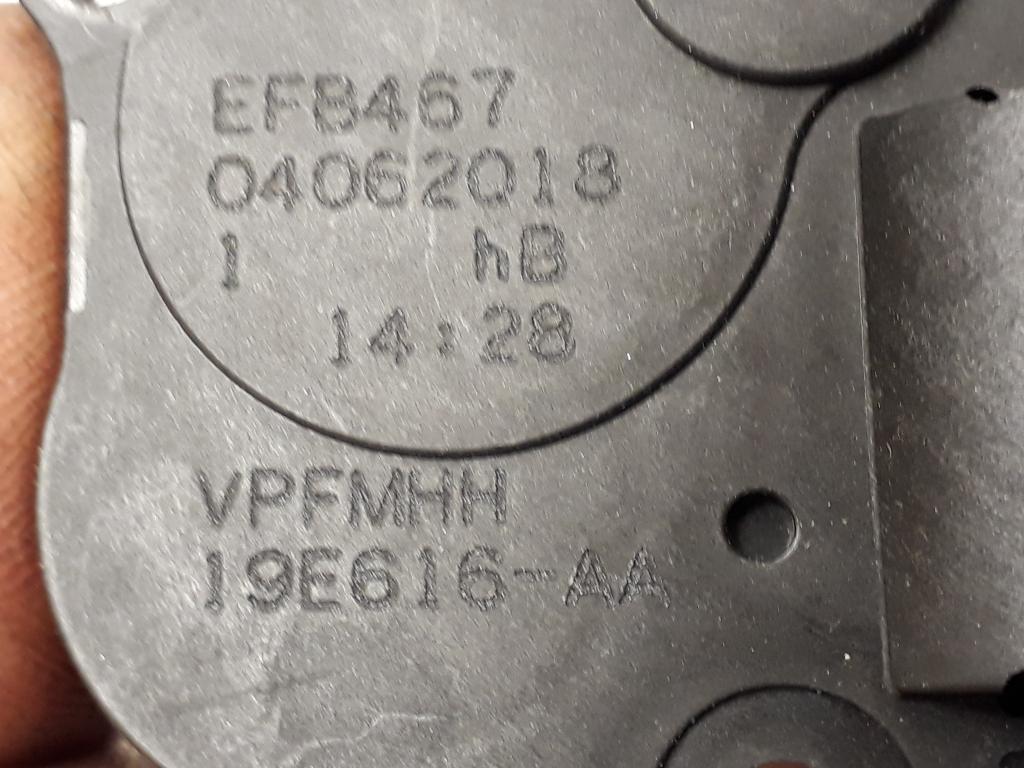 EFB467
04062018
1 hB
14:28
VPFMHH
19E616-AA